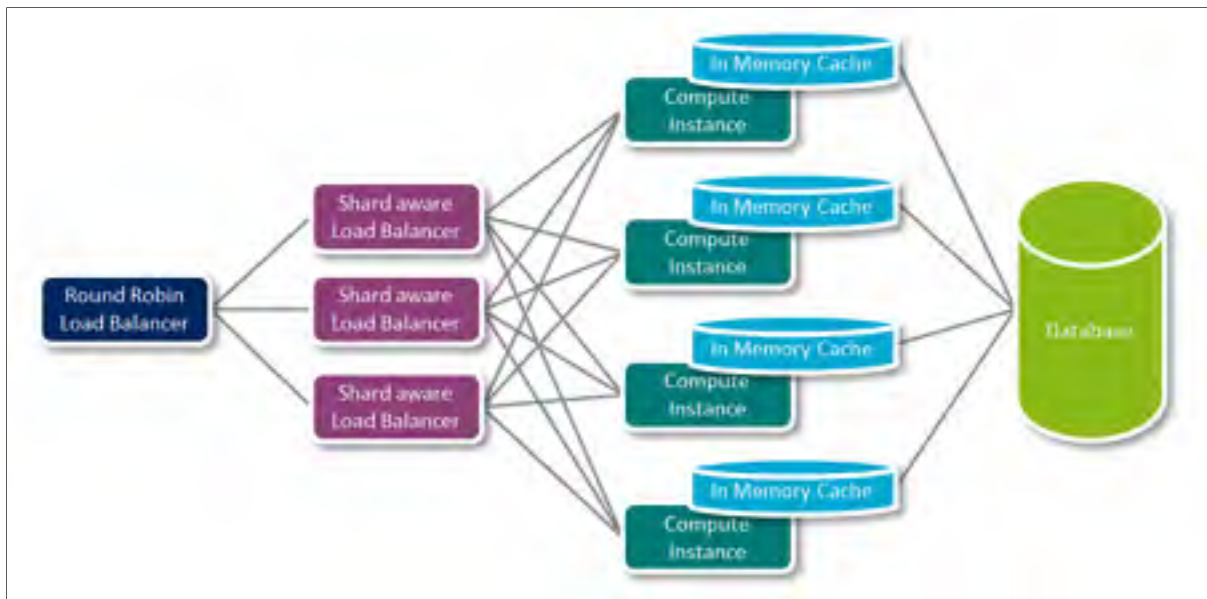 In Memory Cache
Compute
Instance
In Memory Cache
Compute
Instance
Shard aware
Load Balancer
Round Robin
Load Balancer
Shard aware
Load Balancer
Shard aware
Load Balancer
In Memory Cache
Compute
Instance
In Memory Cache
Compute
Instance
Database